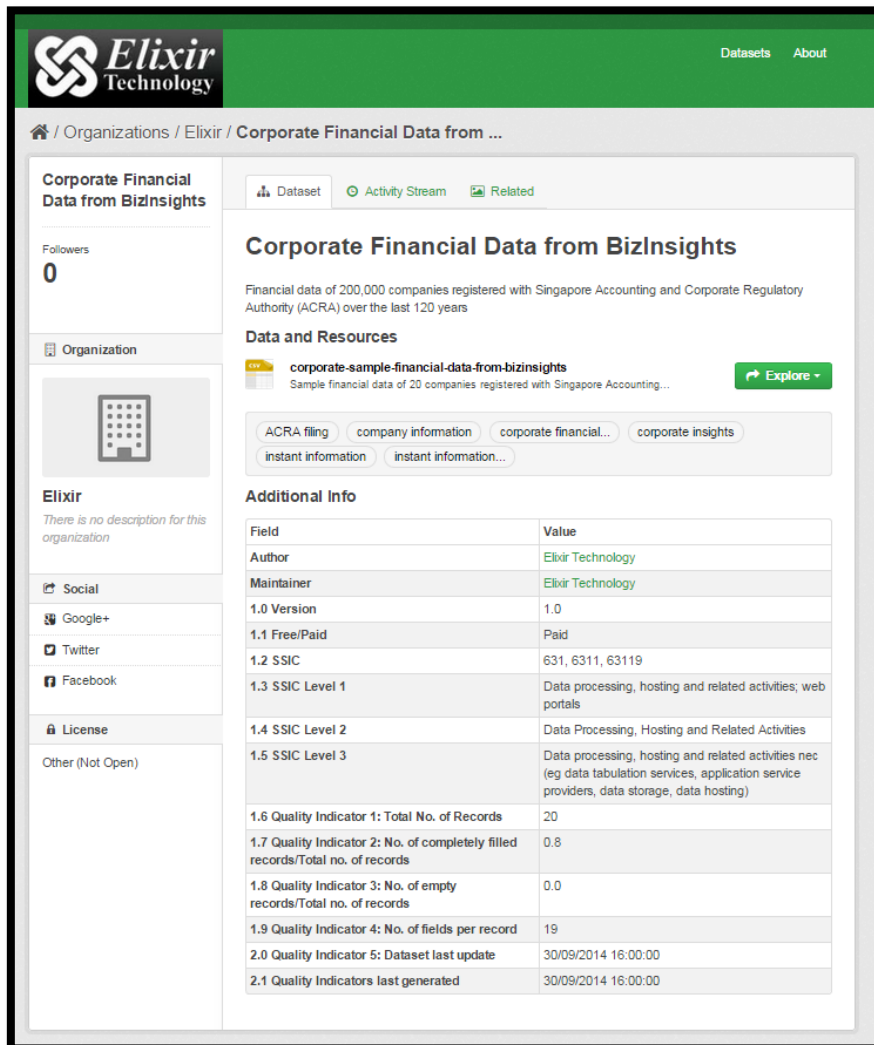 Elixir
Technology
Datasets About
/ Organizations / Elixir / Corporate Financial Data from ...
Corporate Financial
Data from BizInsights
Followers
0
Organization
Elixir
There is no description for this
organization
Social
Google+
Twitter
Facebook
License
Other (Not Open)
Dataset Activity Stream Related
Corporate Financial Data from BizInsights
Financial data of 200,000 companies registered with Singapore Accounting and Corporate Regulatory
Authority (ACRA) over the last 120 years
Data and Resources
CSV
corporate-sample-financial-data-from-bizinsights
Sample financial data of 20 companies registered with Singapore Accounting...
Explore
ACRA filing company information corporate financial... corporate insights
instant information instant information...
Additional Info
Field Value
Author Elixir Technology
Maintainer Elixir Technology
1.0 Version 1.0
1.1 Free/Paid Paid
1.2 SSIC 631, 6311, 63119
1.3 SSIC Level 1 Data processing, hosting and related activities; web
portals
1.4 SSIC Level 2 Data Processing, Hosting and Related Activities
1.5 SSIC Level 3 Data processing, hosting and related activities nec
(eg data tabulation services, application service
providers, data storage, data hosting)
1.6 Quality Indicator 1: Total No. of Records 20
1.7 Quality Indicator 2: No. of completely filled 0.8
records/Total no. of records
1.8 Quality Indicator 3: No. of empty 0.0
records/Total no. of records
1.9 Quality Indicator 4: No. of fields per record 19
2.0 Quality Indicator 5: Dataset last update 30/09/2014 16:00:00
2.1 Quality Indicators last generated 30/09/2014 16:00:00